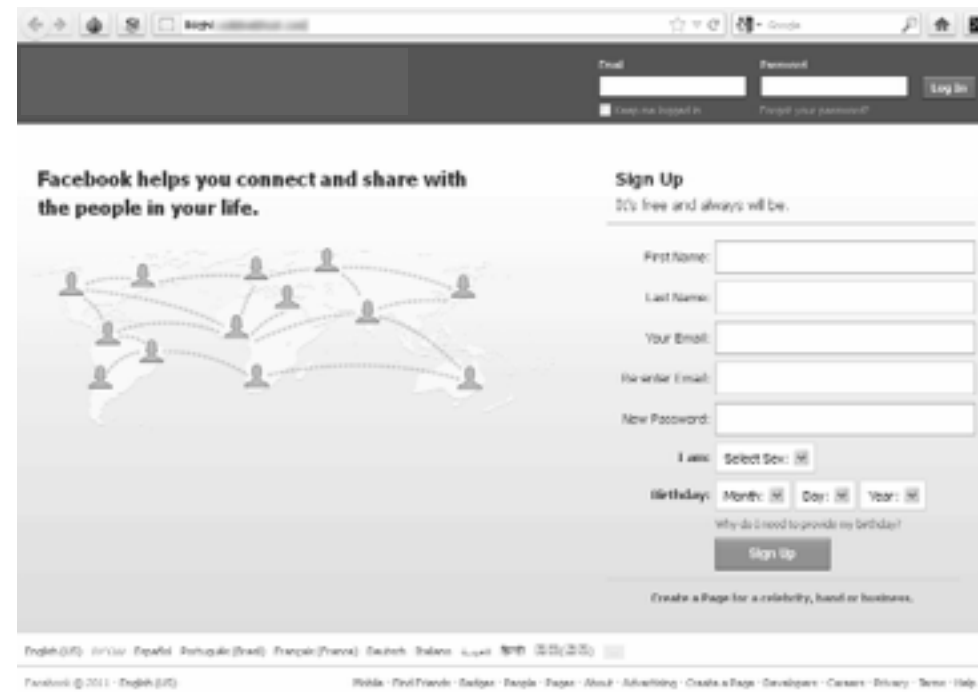 Google
Email Password
Log In
Keep me logged in Forgot your password?
Facebook helps you connect and share with
the people in your life.
Sign Up
It's free and always will be.
First Name:
Last Name:
Your Email:
Re-enter Email:
New Password:
I am: Select Sex:
Birthday: Month: Day: Year:
Why do I need to provide my birthday?
Sign Up
Create a Page for a celebrity, band or business.
English (US) Español Português (Brasil) Français (France) Deutsch Italiano العربية हिन्दी
Facebook © 2011 · English (US) Mobile · Find Friends · Badges · People · Pages · About · Advertising · Create a Page · Developers · Careers · Privacy · Terms · Help